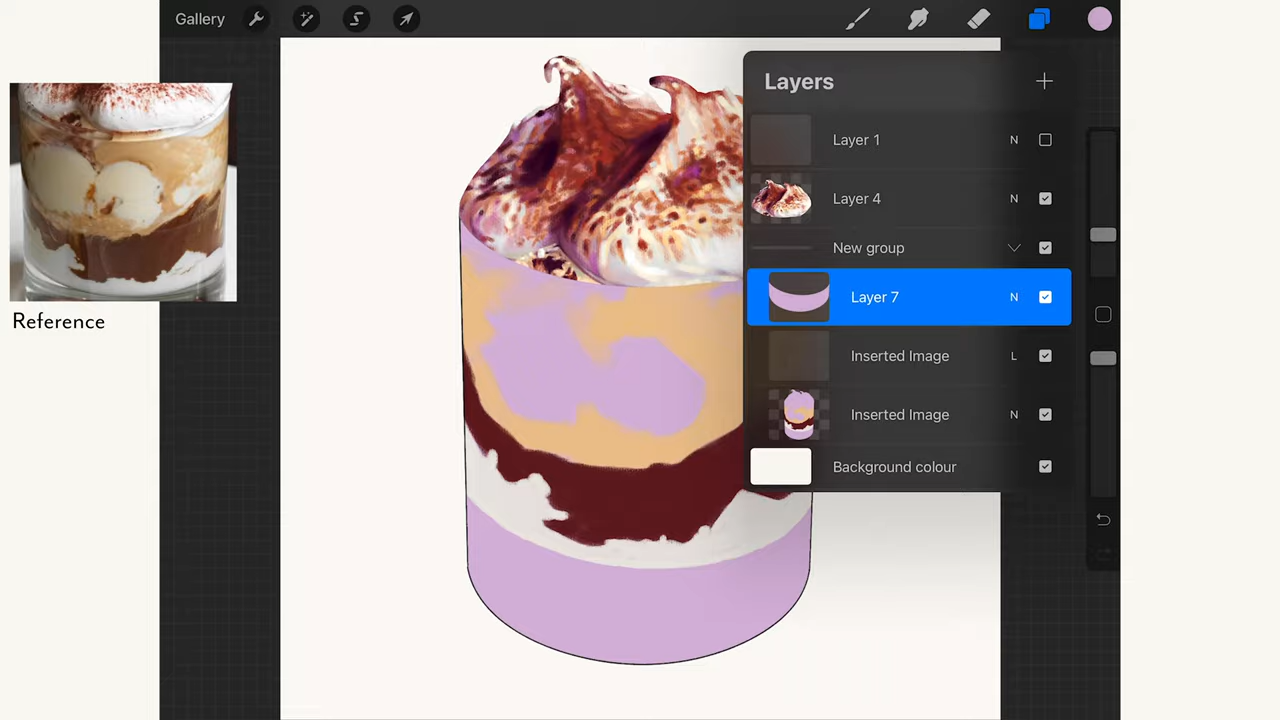 Gallery
Layers
Layer 1 N
Layer 4 N
New group
Layer 7 N
Inserted Image L
Inserted Image N
Background colour
Reference